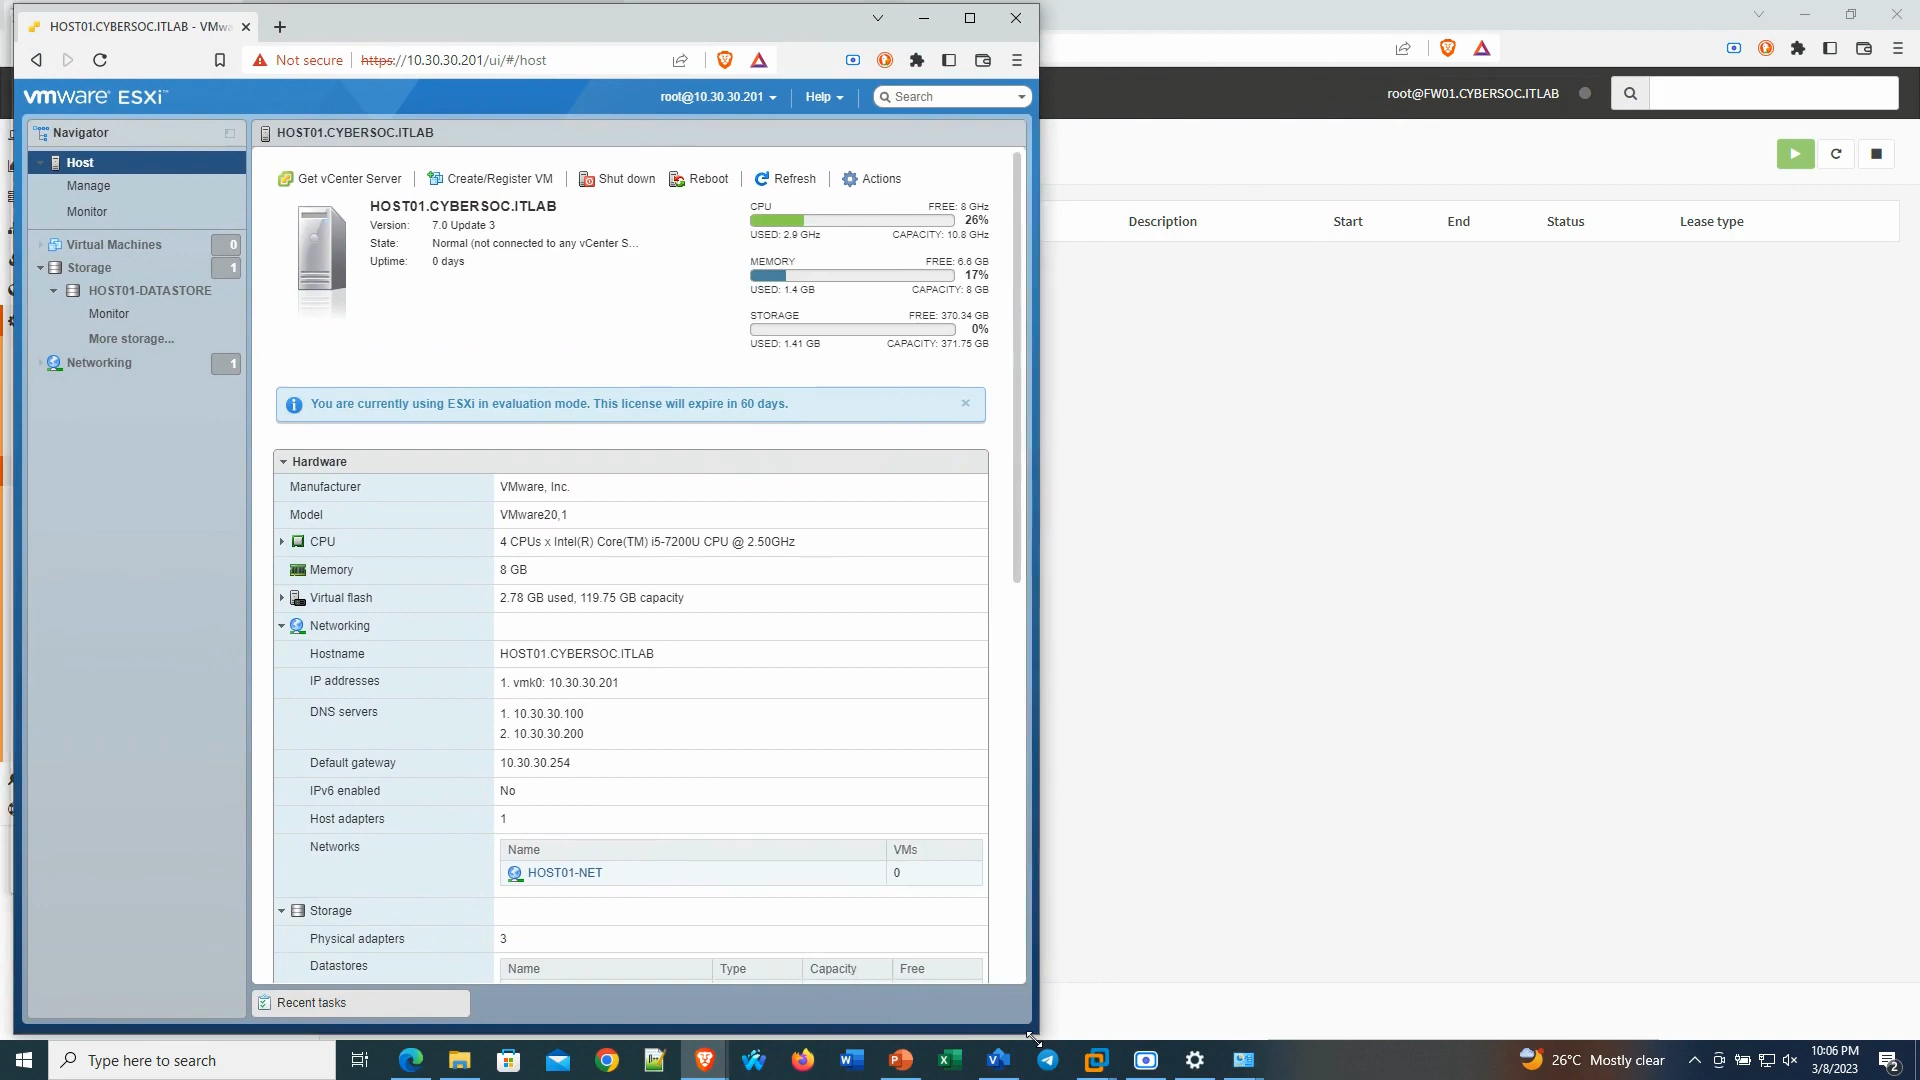 HOST01.CYBERSOC.ITLAB - VMwa
Not secure
https://10.30.30.201/ui/#/host
vmware ESXi
root@10.30.30.201
Help
Search
root@FW01.CYBERSOC.ITLAB
Navigator
Host
Manage
Monitor
Virtual Machines 0
Storage 1
HOST01-DATASTORE
Monitor
More storage...
Networking 1
HOST01.CYBERSOC.ITLAB
Get vCenter Server
Create/Register VM
Shut down
Reboot
Refresh
Actions
HOST01.CYBERSOC.ITLAB
Version: 7.0 Update 3
State: Normal (not connected to any vCenter S...
Uptime: 0 days
CPU FREE: 8 GHz
26%
USED: 2.9 GHz CAPACITY: 10.8 GHz
MEMORY FREE: 6.6 GB
17%
USED: 1.4 GB CAPACITY: 8 GB
STORAGE FREE: 370.34 GB
0%
USED: 1.41 GB CAPACITY: 371.75 GB
Description Start End Status Lease type
You are currently using ESXi in evaluation mode. This license will expire in 60 days.
Hardware
Manufacturer VMware, Inc.
Model VMware20,1
CPU 4 CPUs x Intel(R) Core(TM) i5-7200U CPU @ 2.50GHz
Memory 8 GB
Virtual flash 2.78 GB used, 119.75 GB capacity
Networking
Hostname HOST01.CYBERSOC.ITLAB
IP addresses 1. vmk0: 10.30.30.201
DNS servers 1. 10.30.30.100
2. 10.30.30.200
Default gateway 10.30.30.254
IPv6 enabled No
Host adapters 1
Networks Name VMs
HOST01-NET 0
Storage
Physical adapters 3
Datastores Name Type Capacity Free
Recent tasks
Type here to search
26°C Mostly clear
10:06 PM
3/8/2023
2